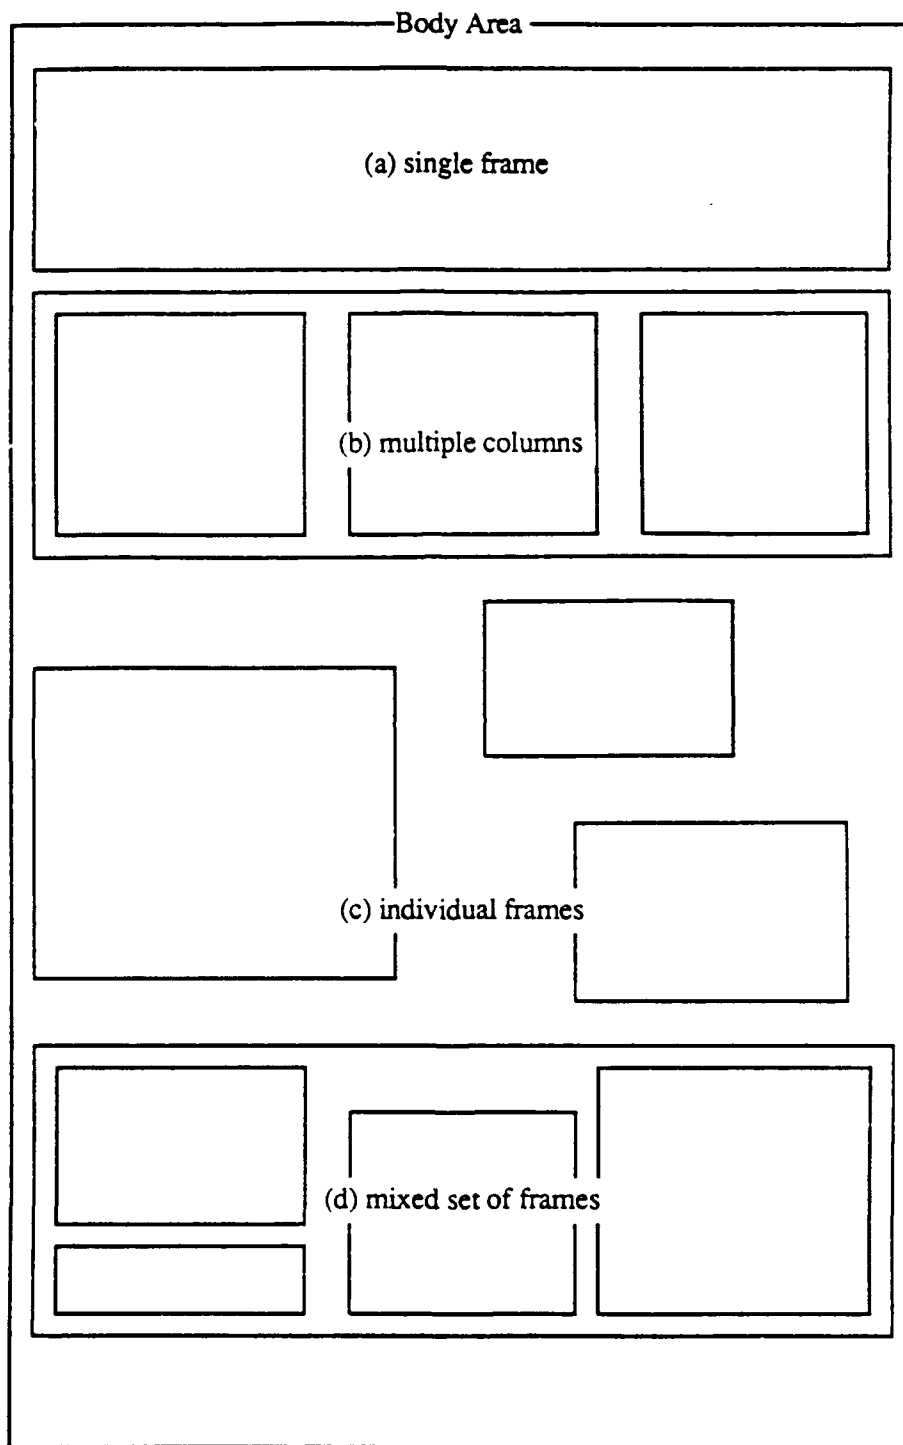 Body Area
(a) single frame
(b) multiple columns
(c) individual frames
(d) mixed set of frames